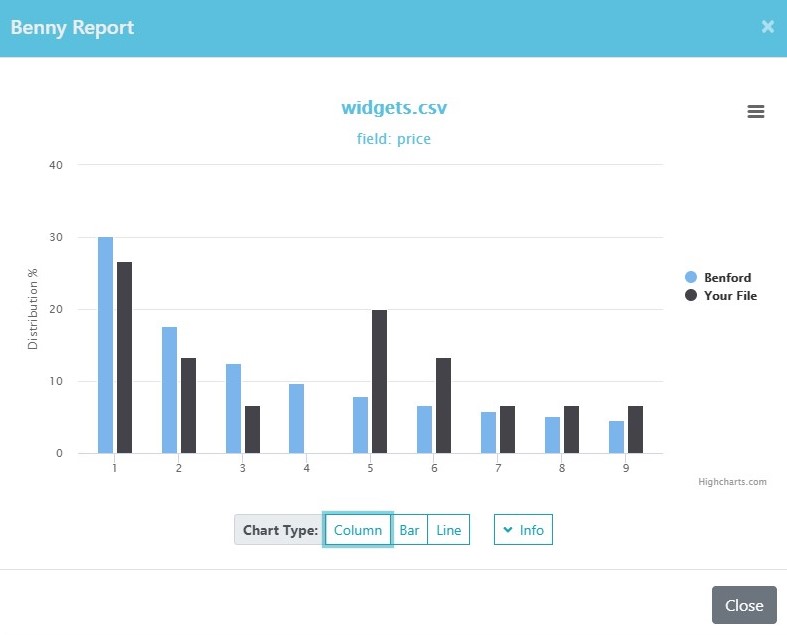 Benny Report ×
widgets.csv
field: price
Distribution %
40
30
20
10
0
1 2 3 4 5 6 7 8 9
Benford
Your File
Highcharts.com
Chart Type: Column Bar Line Info
Close